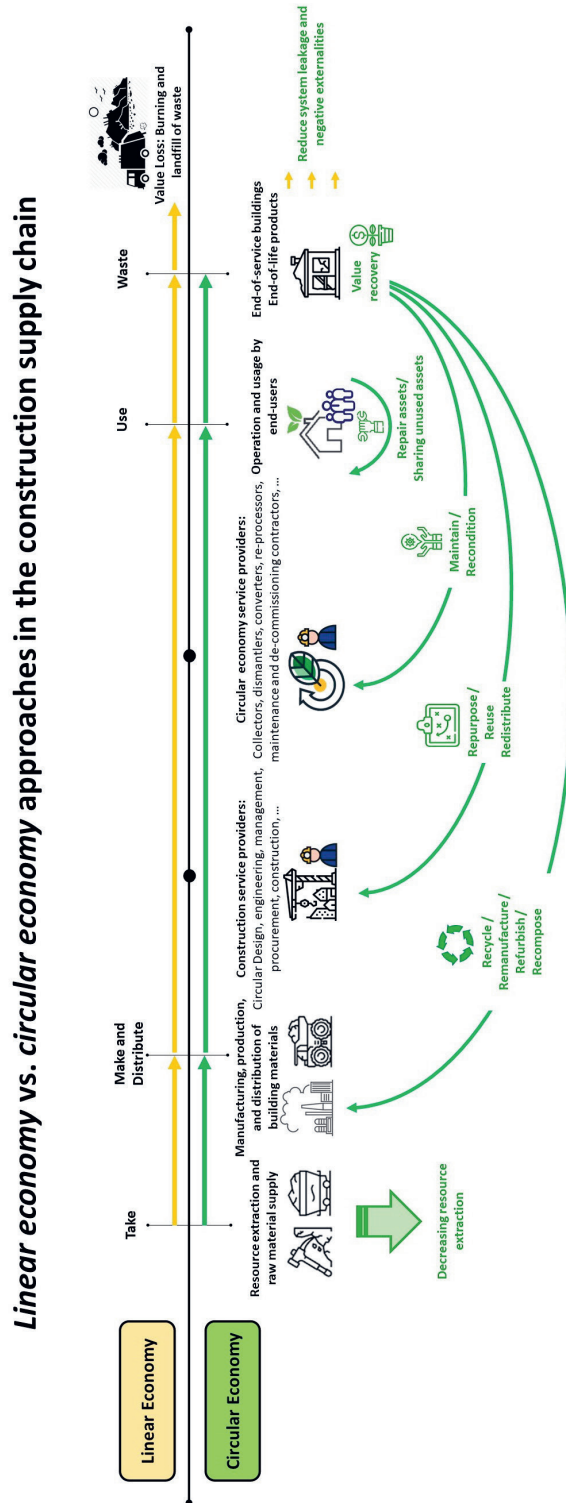 Linear economy vs. circular economy approaches in the construction supply chain
Linear Economy
Circular Economy
Take
Make and
Distribute
Use
Waste
Value Loss: Burning and
landfill of waste
Resource extraction and
raw material supply
Decreasing resource
extraction
Manufacturing, production,
and distribution of
building materials
Construction service providers:
Circular Design, engineering, management,
procurement, construction, ...
Circular economy service providers:
Collectors, dismantlers, converters, re-processors,
maintenance and de-commissioning contractors, ...
Operation and usage by
end-users
End-of-service buildings
End-of-life products
Reduce system leakage and
negative externalities
Value
recovery
Repair assets/
Sharing unused assets
Maintain /
Recondition
Repurpose /
Reuse
Redistribute
Recycle /
Remanufacture /
Refurbish /
Recompose